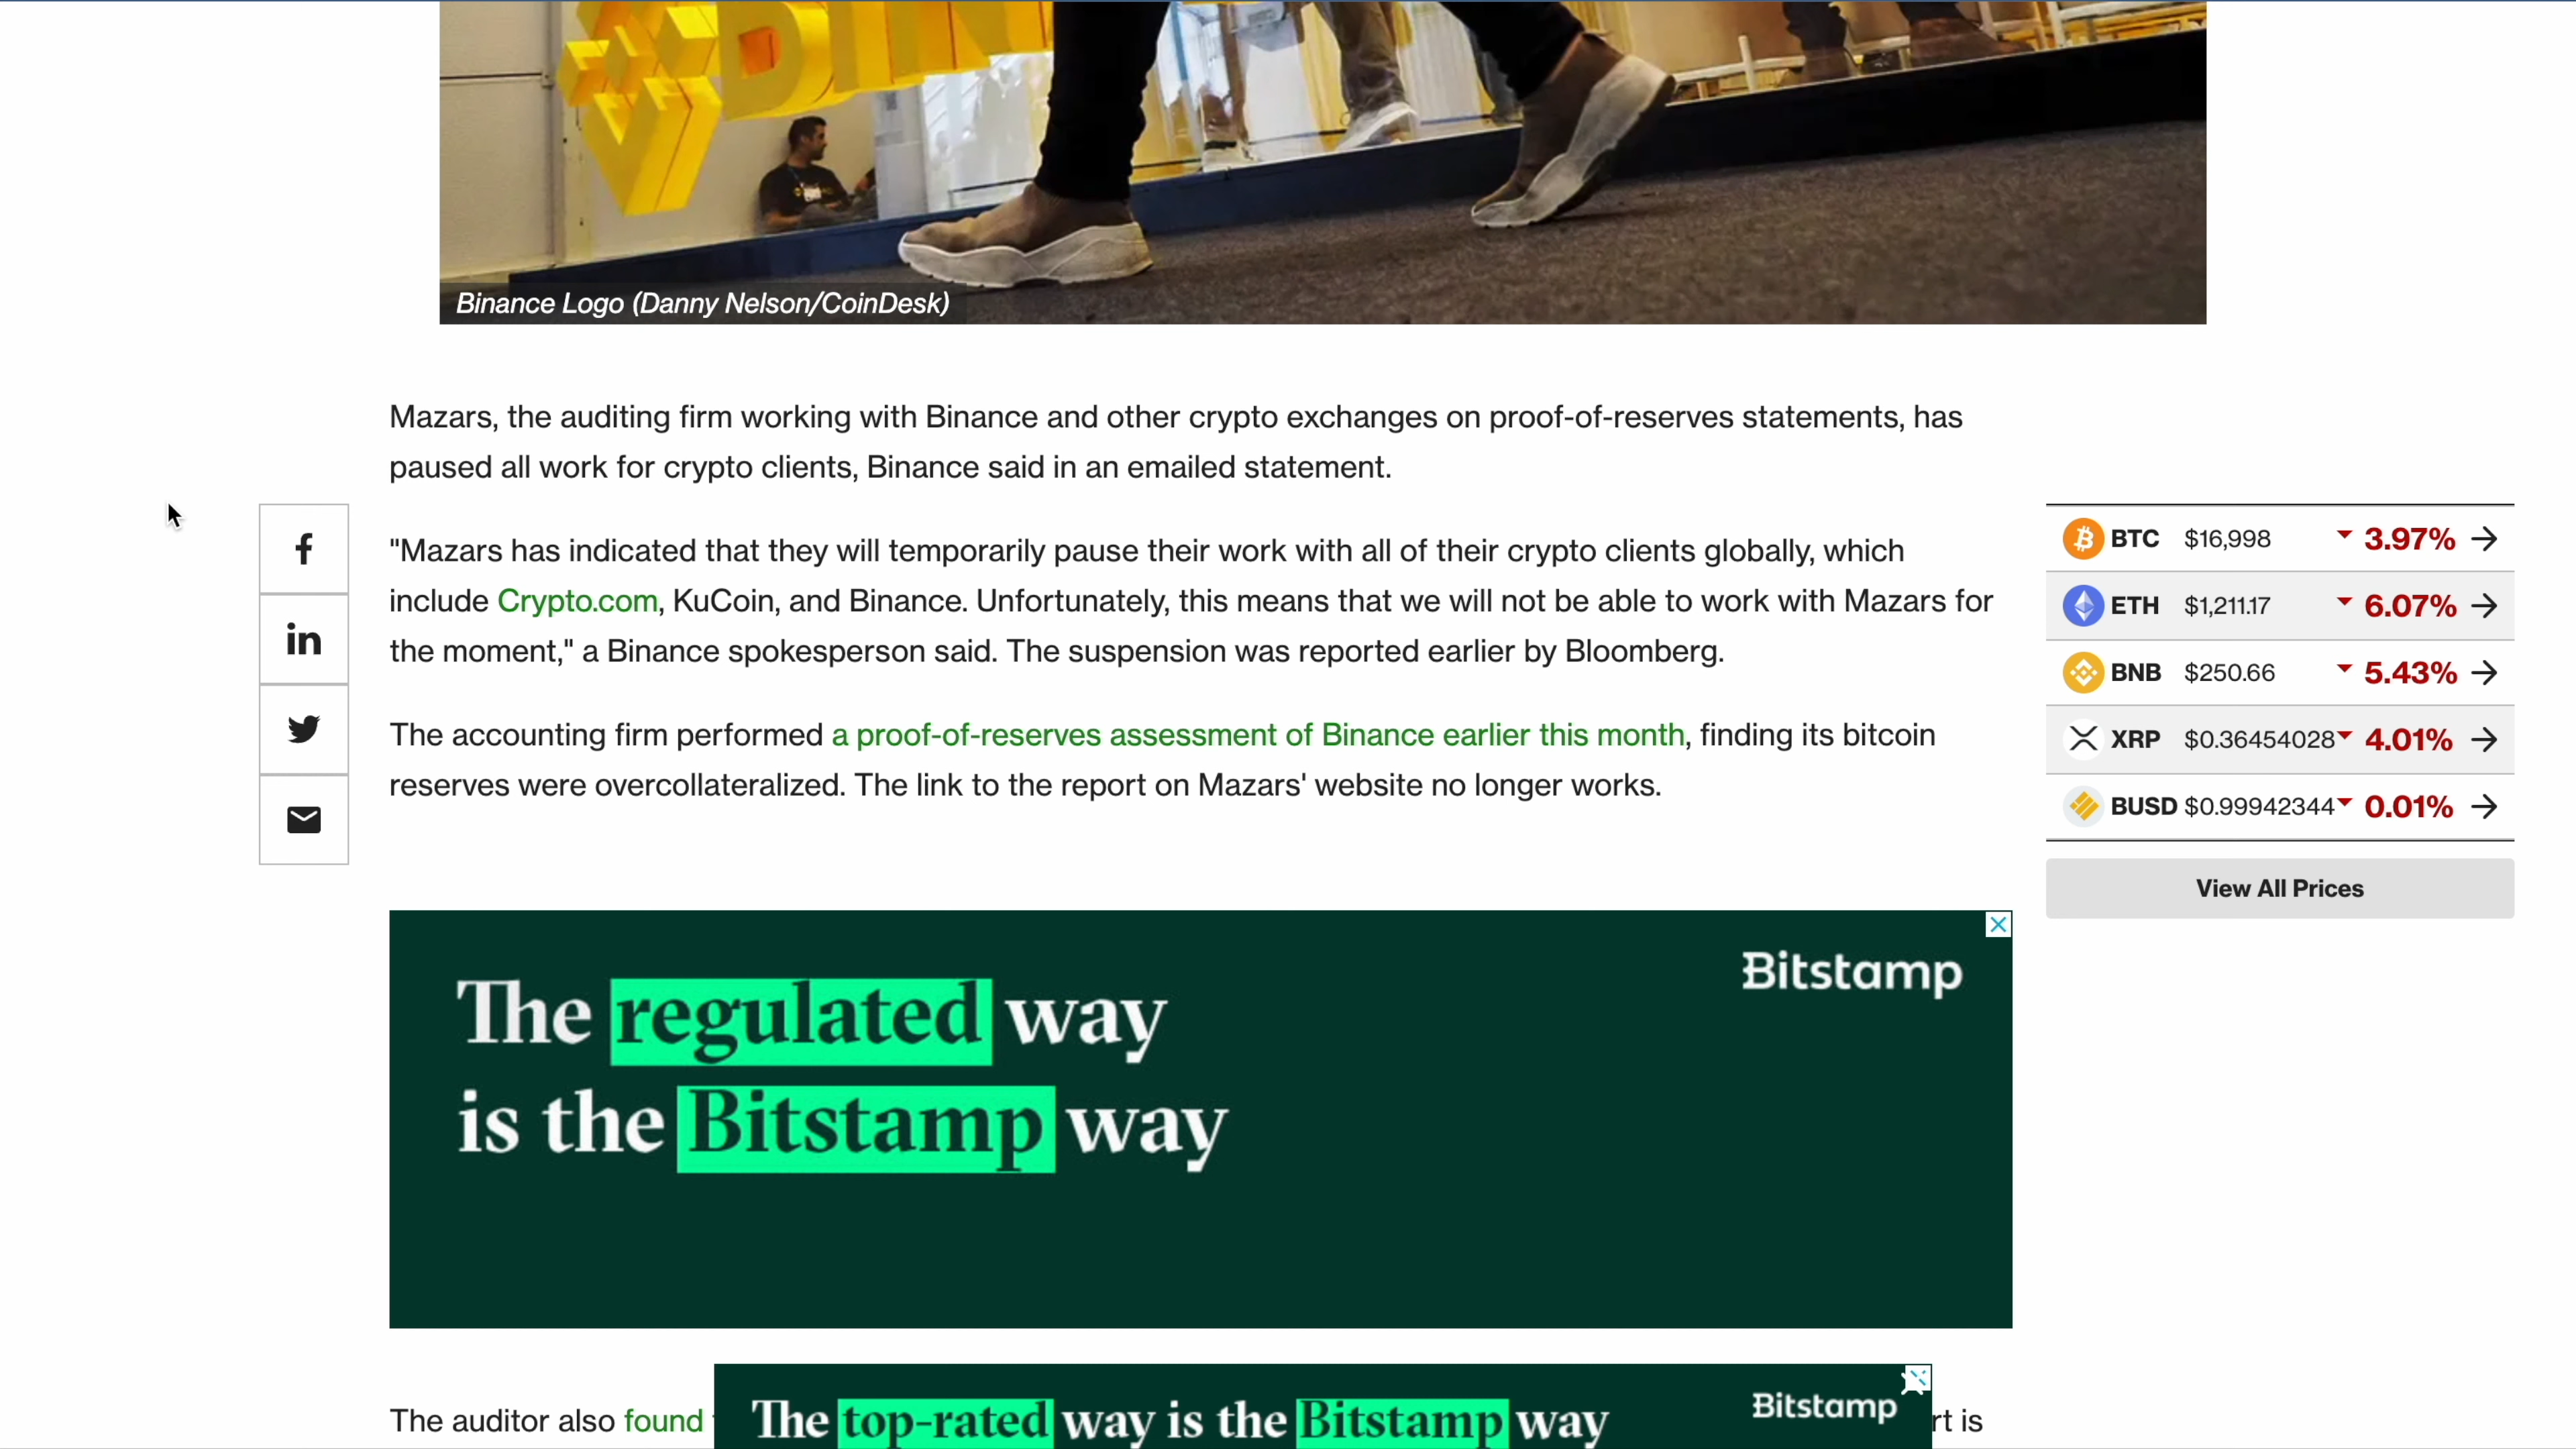 Binance Logo (Danny Nelson/CoinDesk)
Mazars, the auditing firm working with Binance and other crypto exchanges on proof-of-reserves statements, has
paused all work for crypto clients, Binance said in an emailed statement.
"Mazars has indicated that they will temporarily pause their work with all of their crypto clients globally, which
include Crypto.com, KuCoin, and Binance. Unfortunately, this means that we will not be able to work with Mazars for
the moment," a Binance spokesperson said. The suspension was reported earlier by Bloomberg.
The accounting firm performed a proof-of-reserves assessment of Binance earlier this month, finding its bitcoin
reserves were overcollateralized. The link to the report on Mazars' website no longer works.
BTC $16,998 3.97%
ETH $1,211.17 6.07%
BNB $250.66 5.43%
XRP $0.36454028 4.01%
BUSD $0.99942344 0.01%
View All Prices
Bitstamp
The regulated way
is the Bitstamp way
The auditor also found
The top-rated way is the Bitstamp way
Bitstamp
is